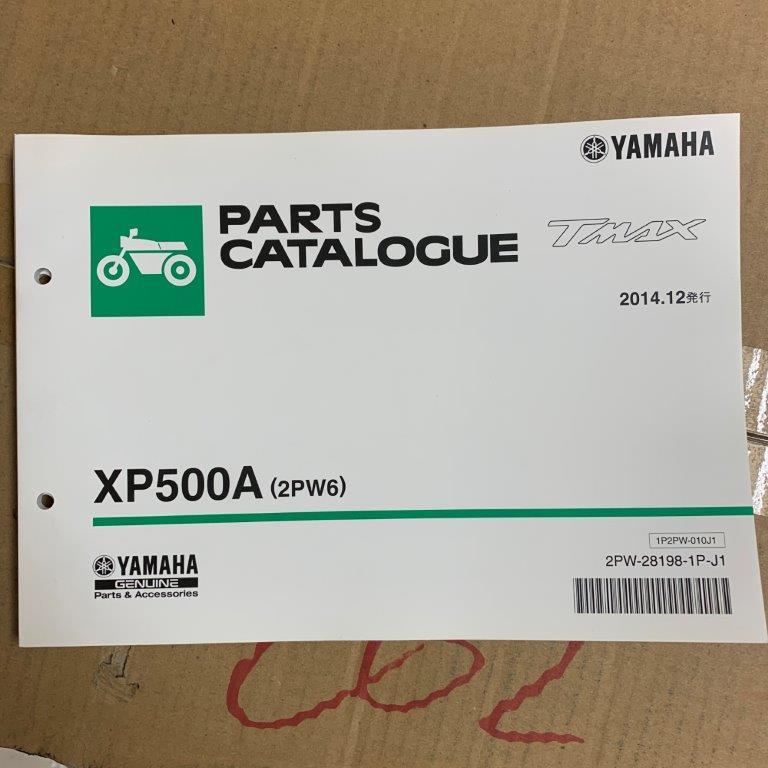 YAMAHA
PARTS
CATALOGUE
TMAX
2014.12発行
XP500A (2PW6)
1P2PW-010J1
2PW-28198-1P-J1
YAMAHA
GENUINE
Parts & Accessories